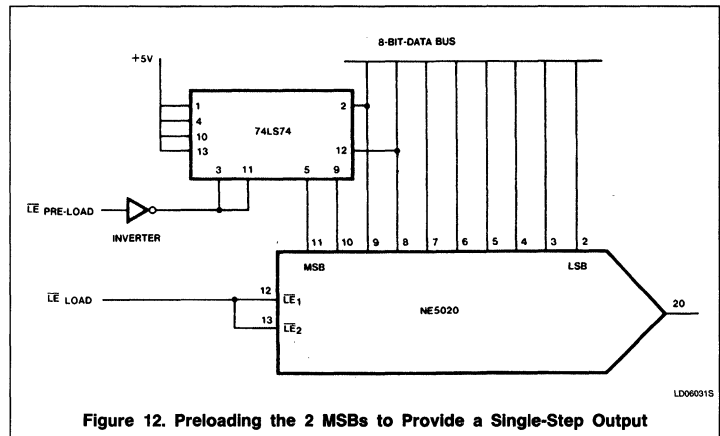 8-BIT-DATA BUS
+5V
1
4
10
13
74LS74
2
12
3 11 5 9
LE PRE-LOAD
INVERTER
11 10 9 8 7 6 5 4 3 2
MSB LSB
LE LOAD
12 LE1
13 LE2
NE5020
20
LD06031S
Figure 12. Preloading the 2 MSBs to Provide a Single-Step Output